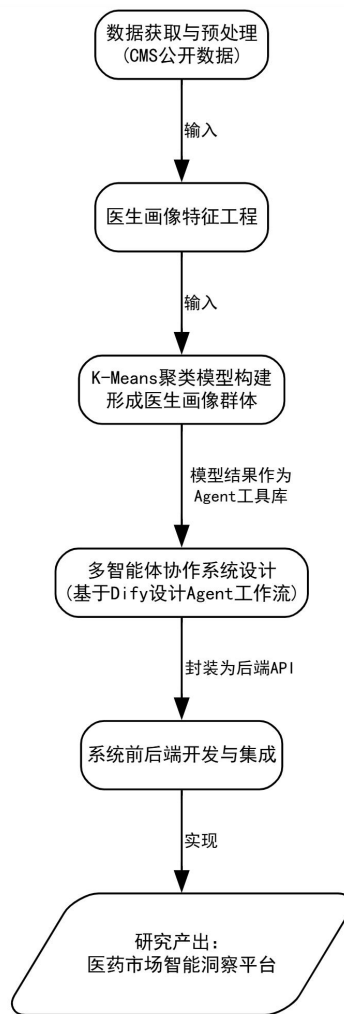 数据获取与预处理
(CMS公开数据)
输入
医生画像特征工程
输入
K-Means聚类模型构建
形成医生画像群体
模型结果作为
Agent工具库
多智能体协作系统设计
(基于Dify设计Agent工作流)
封装为后端API
系统前后端开发与集成
实现
研究产出:
医药市场智能洞察平台